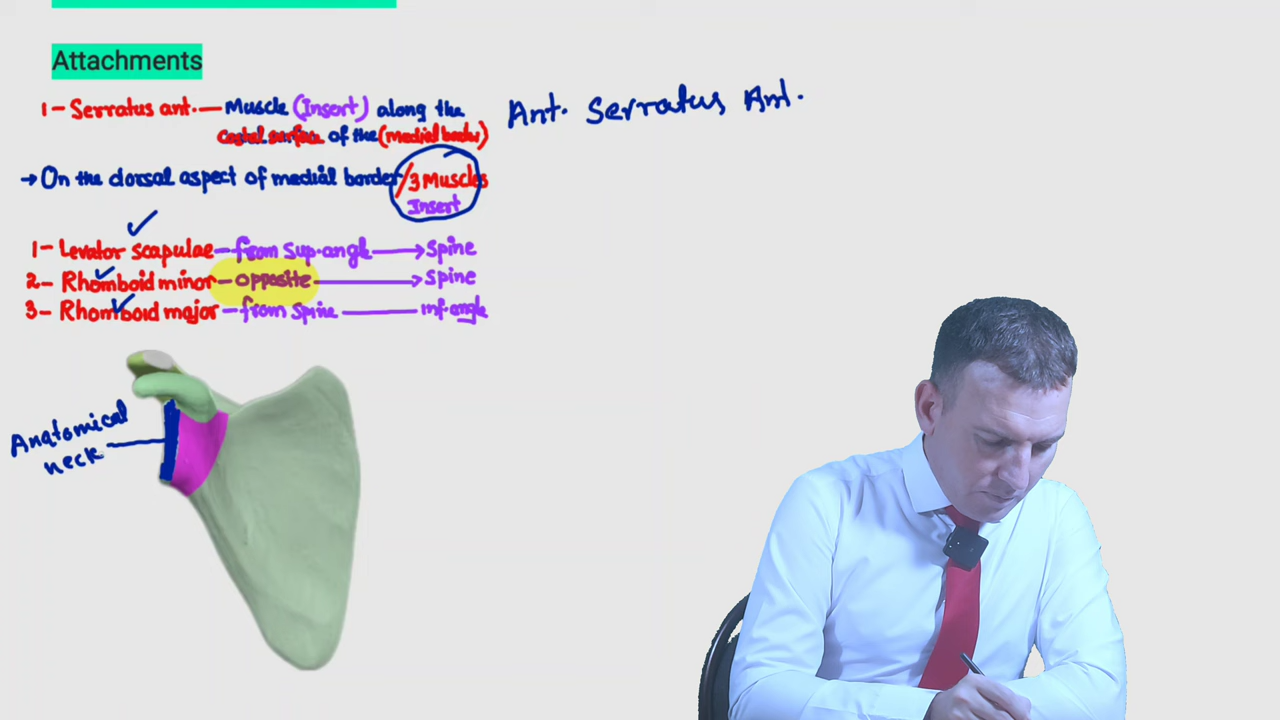 Attachments
1- Serratus ant. — Muscle (Insert) along the
Costal surface of the (medial border)
Ant. Serratus Ant.
→ On the dorsal aspect of medial border / 3 Muscles
Insert
1- Levator scapulae – from sup. angle → Spine
2- Rhomboid minor – opposite → Spine
3- Rhomboid major – from Spine — inf. angle
Anatomical
neck